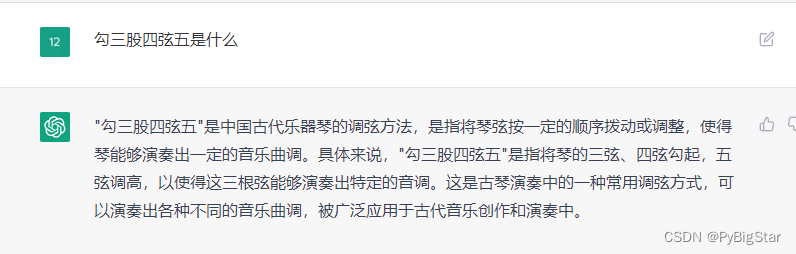 12
勾三股四弦五是什么
"勾三股四弦五"是中国古代乐器琴的调弦方法，是指将琴弦按一定的顺序拨动或调整，使得
琴能够演奏出一定的音乐曲调。具体来说，"勾三股四弦五"是指将琴的三弦、四弦勾起，五
弦调高，以使得这三根弦能够演奏出特定的音调。这是古琴演奏中的一种常用调弦方式，可
以演奏出各种不同的音乐曲调，被广泛应用于古代音乐创作和演奏中。
CSDN @PyBigStar